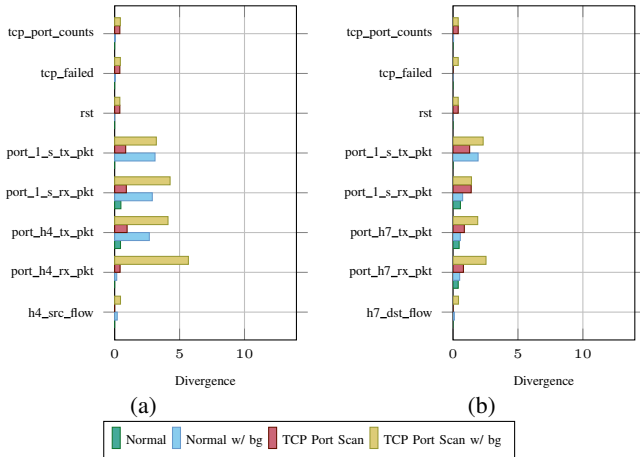 tcp_port_counts
tcp_failed
rst
port_1_s_tx_pkt
port_1_s_rx_pkt
port_h4_tx_pkt
port_h4_rx_pkt
h4_src_flow
0 5 10
Divergence
(a)
tcp_port_counts
tcp_failed
rst
port_1_s_tx_pkt
port_1_s_rx_pkt
port_h7_tx_pkt
port_h7_rx_pkt
h7_dst_flow
0 5 10
Divergence
(b)
Normal Normal w/ bg TCP Port Scan TCP Port Scan w/ bg